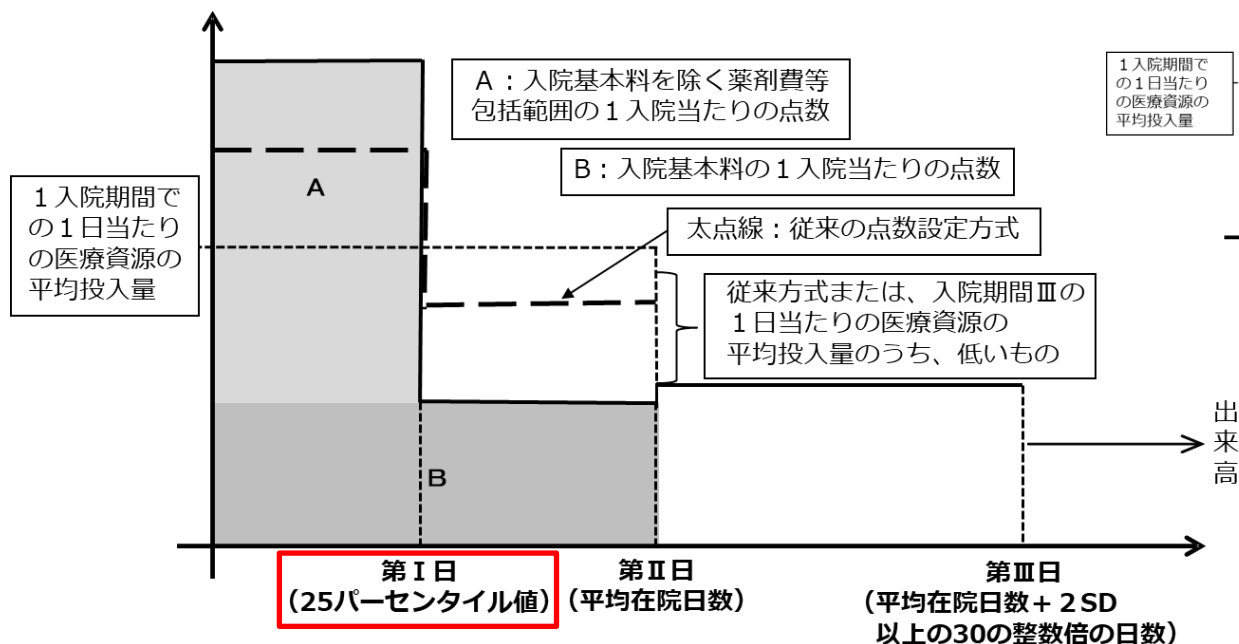 A：入院基本料を除く薬剤費等
包括範囲の１入院当たりの点数
１入院期間で
の１日当たり
の医療資源の
平均投入量
B：入院基本料の１入院当たりの点数
A
１入院期間で
の１日当たり
の医療資源の
平均投入量
太点線：従来の点数設定方式
従来方式または、入院期間Ⅲの
１日当たりの医療資源の
平均投入量のうち、低いもの
出
来
高
B
第Ⅰ日
（25パーセンタイル値）
第Ⅱ日
（平均在院日数）
第Ⅲ日
（平均在院日数＋２SD
以上の30の整数倍の日数）